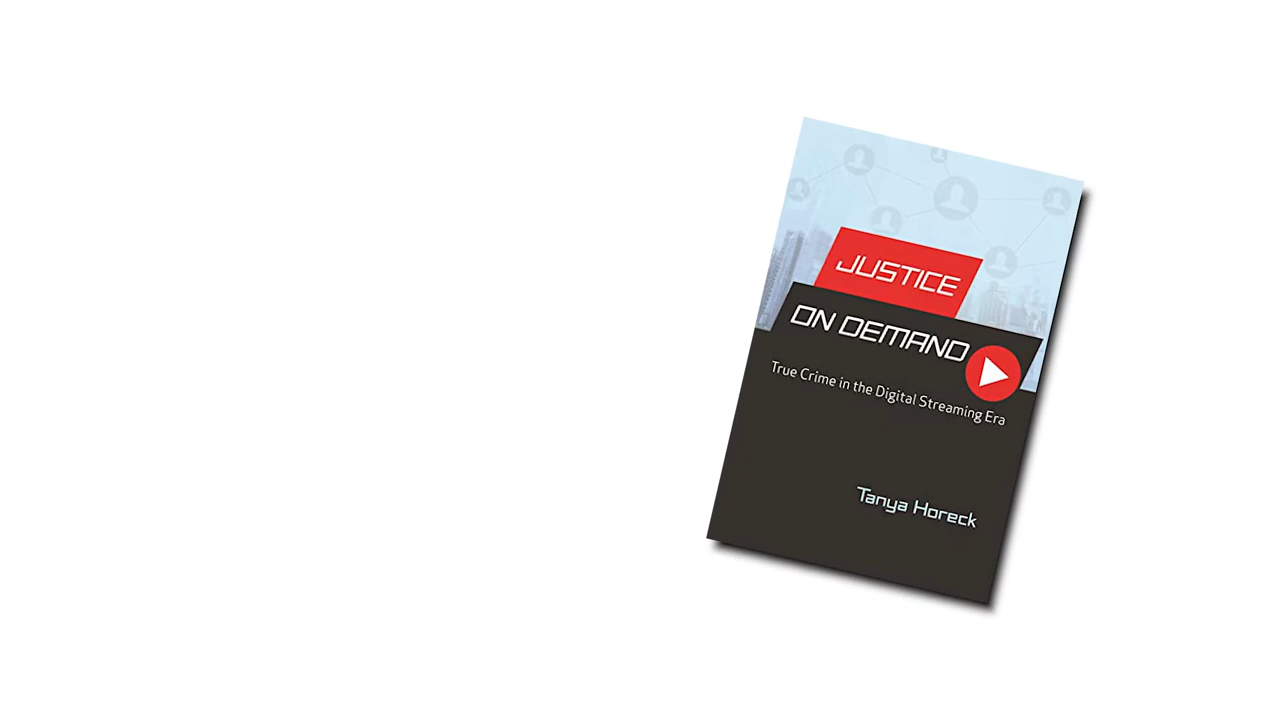 JUSTICE
ON DEMAND
True Crime in the Digital Streaming Era
Tanya Horeck